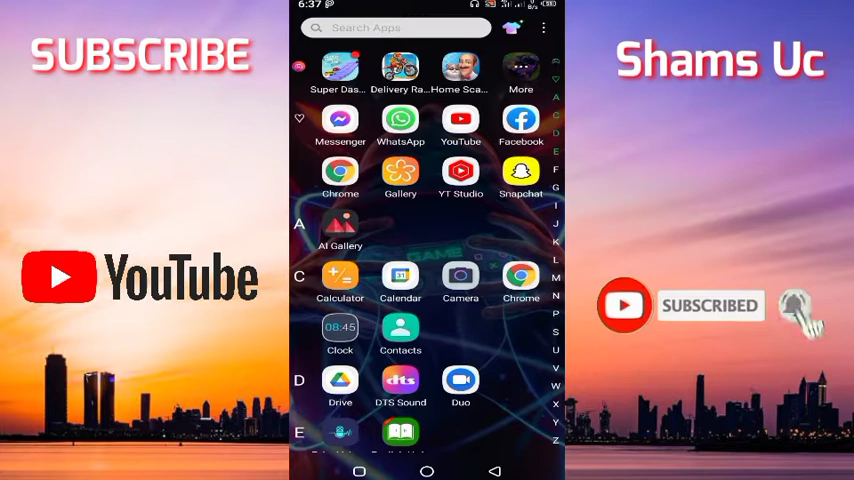 SUBSCRIBE
Shams Uc
YouTube
SUBSCRIBED
6:37
Search Apps
Super Das... Delivery Ra... Home Sca... More
Messenger WhatsApp YouTube Facebook
Chrome Gallery YT Studio Snapchat
A
AI Gallery
C
Calculator Calendar Camera Chrome
08:45
Clock Contacts
D
dts
Drive DTS Sound Duo
E
A
C
D
E
F
G
I
J
K
L
M
N
P
S
U
V
W
X
Y
Z